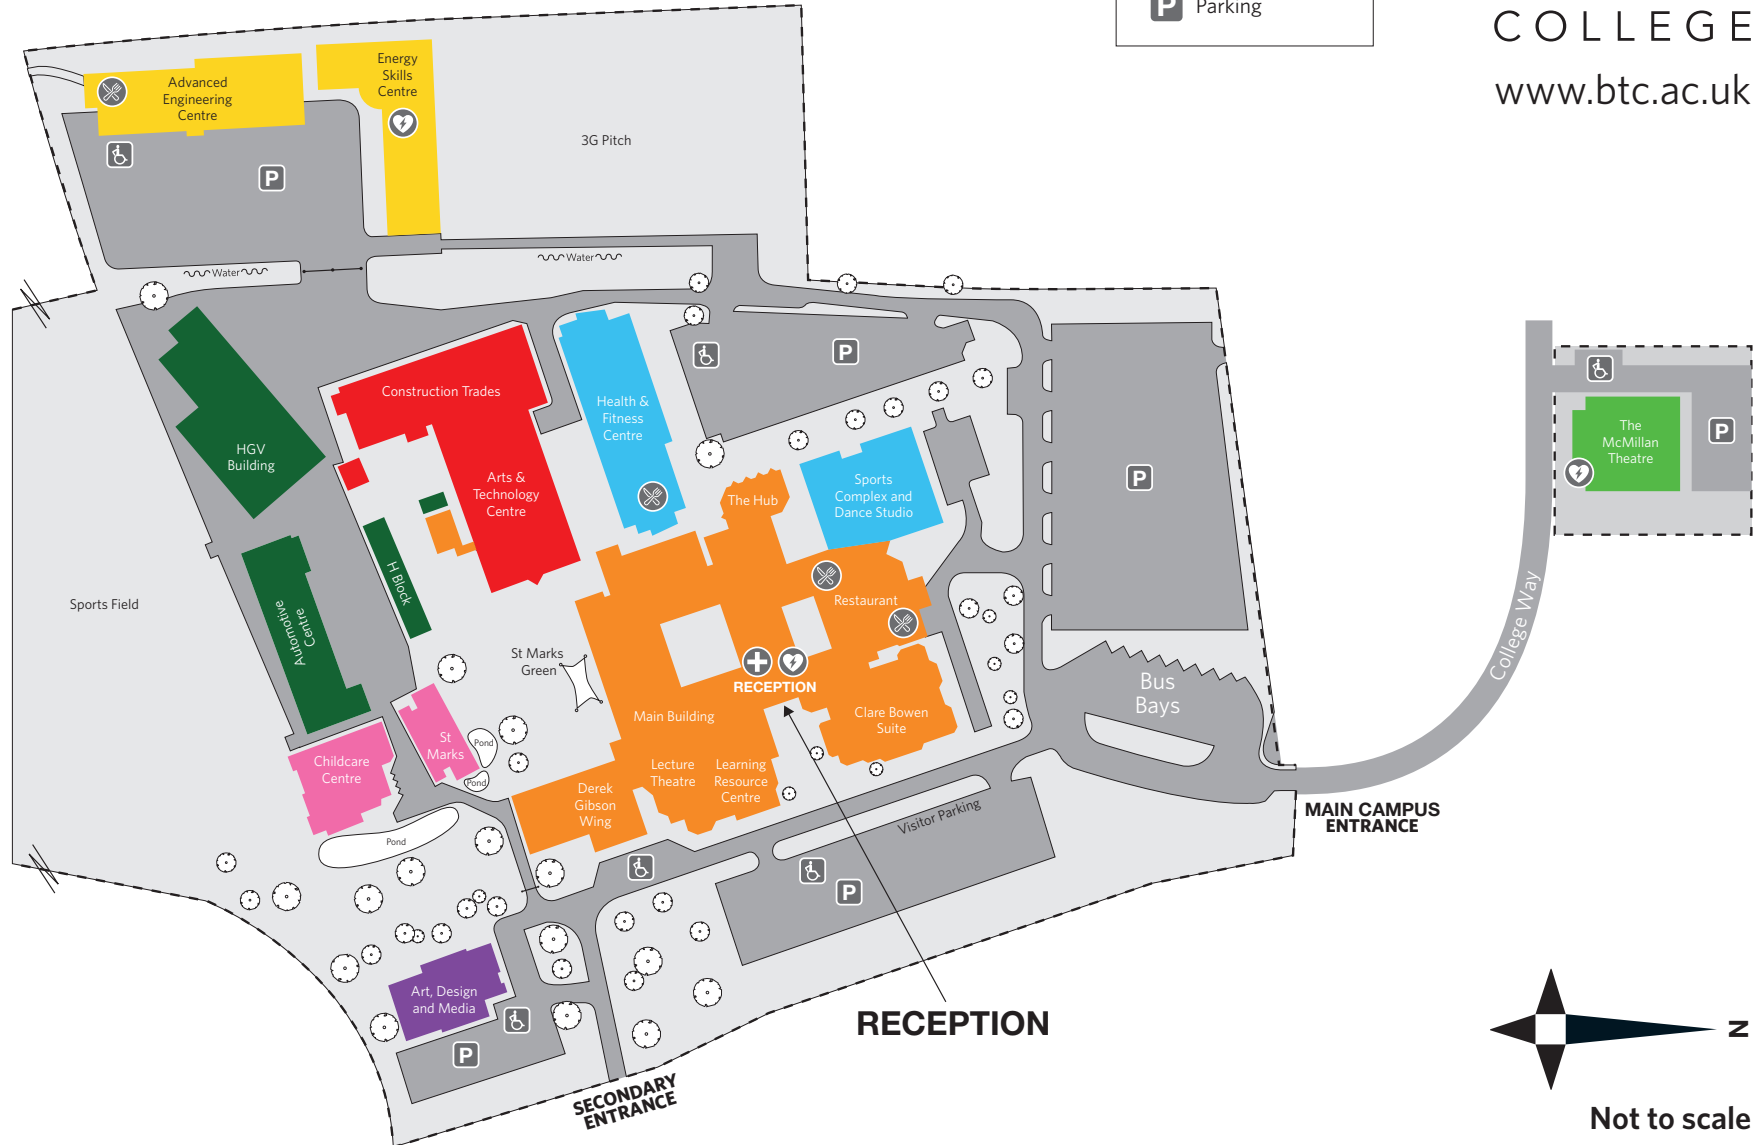 P Parking
COLLEGE
www.btc.ac.uk
Advanced
Engineering
Centre
Energy
Skills
Centre
3G Pitch
P
Water
Water
Construction Trades
Health &
Fitness
Centre
P
HGV
Building
Arts &
Technology
Centre
The Hub
Sports
Complex and
Dance Studio
P
The
McMillan
Theatre
P
H Block
Automotive
Centre
Sports Field
Restaurant
St Marks
Green
RECEPTION
Main Building
Clare Bowen
Suite
Bus
Bays
College Way
St
Marks
Pond
Pond
Childcare
Centre
Lecture
Theatre
Learning
Resource
Centre
Derek
Gibson
Wing
Visitor Parking
MAIN CAMPUS
ENTRANCE
Pond
P
Art, Design
and Media
P
RECEPTION
SECONDARY
ENTRANCE
N
Not to scale